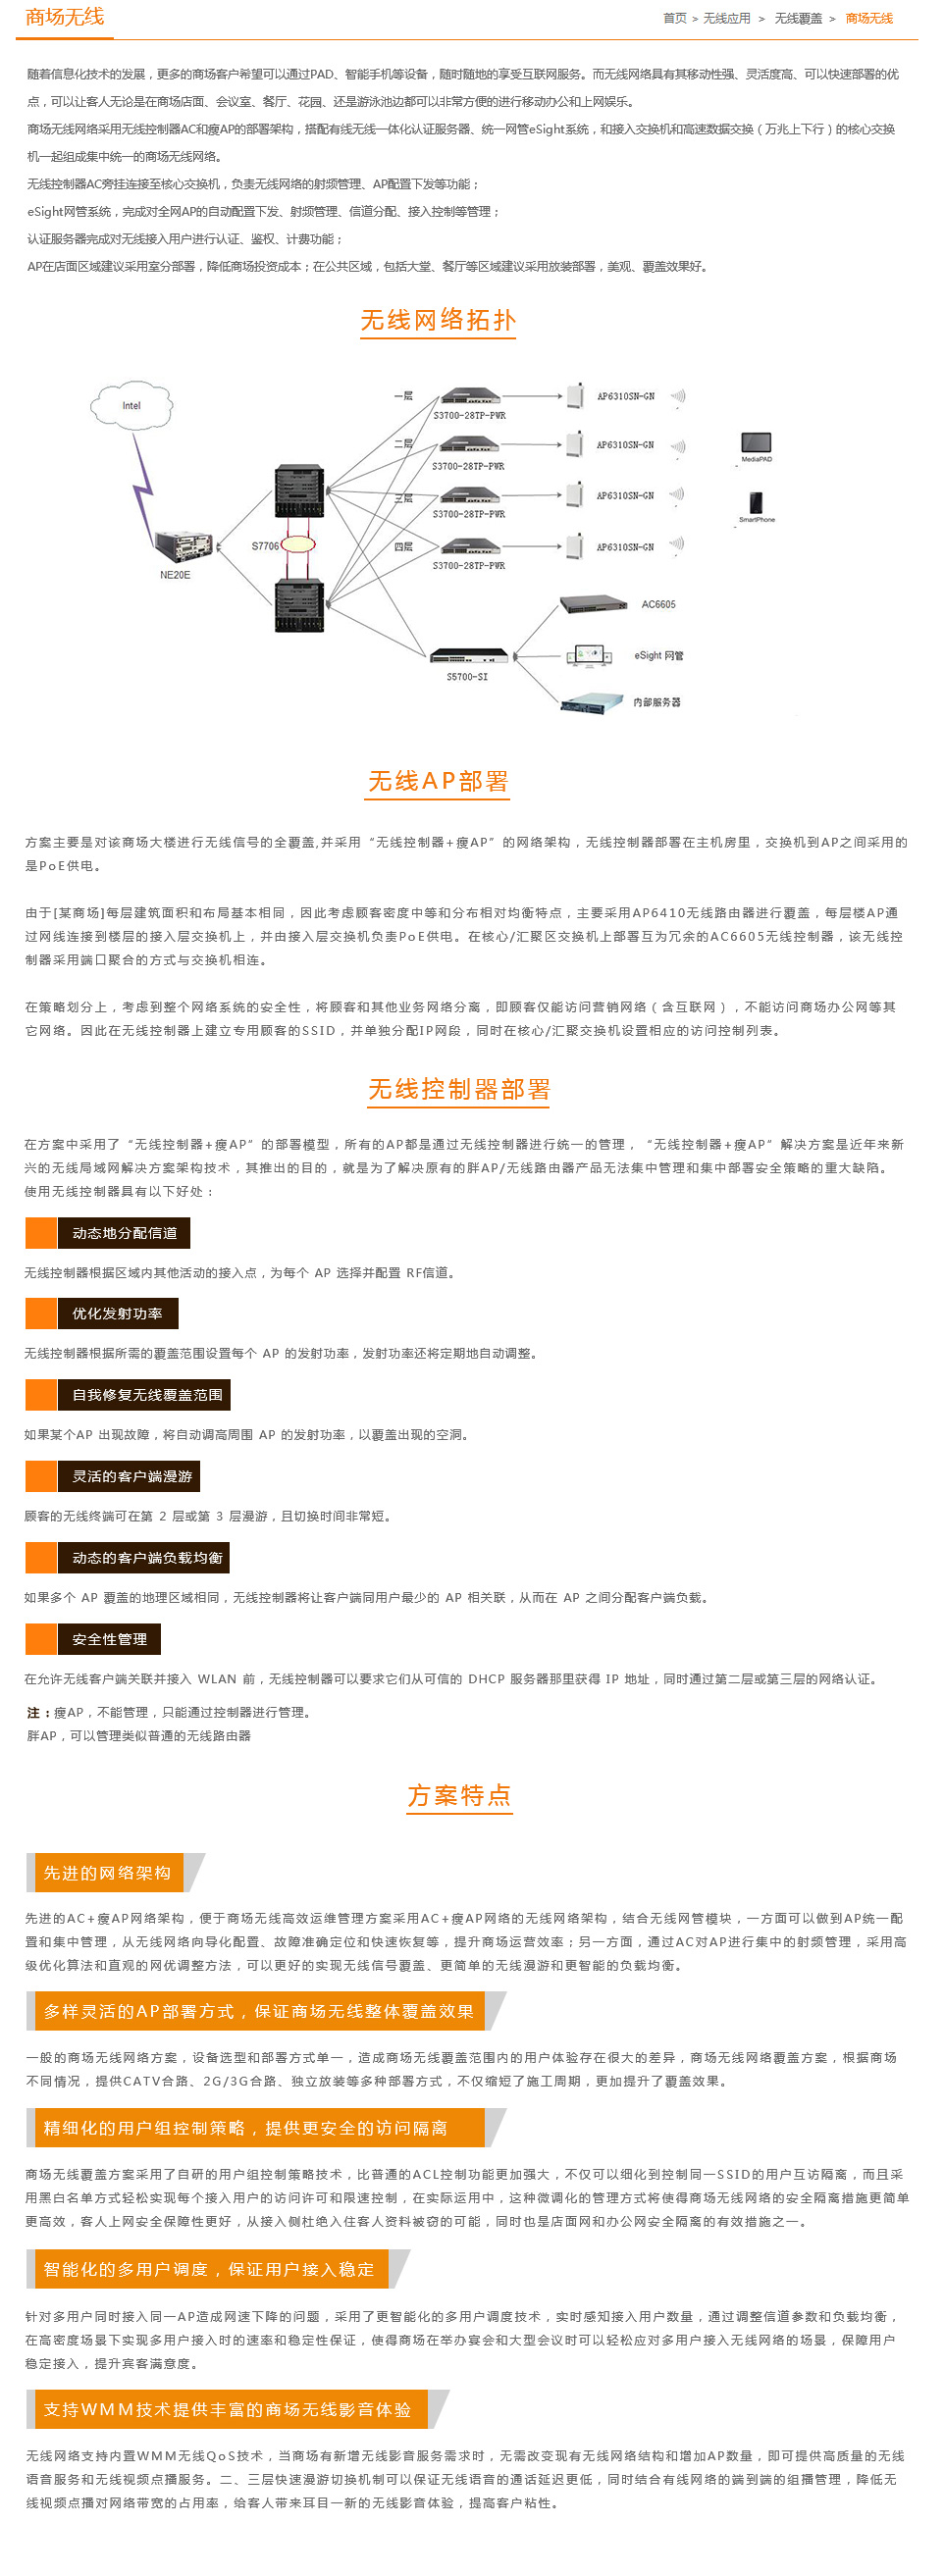 商场无线
首页 > 无线应用 > 无线覆盖 > 商场无线
随着信息化技术的发展，更多的商场客户希望可以通过PAD、智能手机等设备，随时随地的享受互联网服务。而无线网络具有其移动性强、灵活度高、可以快速部署的优
点，可以让客人无论是在商场店面、会议室、餐厅、花园、还是游泳池边都可以非常方便的进行移动办公和上网娱乐。
商场无线网络采用无线控制器AC和瘦AP的部署架构，搭配有线无线一体化认证服务器、统一网管eSight系统，和接入交换机和高速数据交换（万兆上下行）的核心交换
机一起组成集中统一的商场无线网络。
无线控制器AC旁挂连接至核心交换机，负责无线网络的射频管理、AP配置下发等功能；
eSight网管系统，完成对全网AP的自动配置下发、射频管理、信道分配、接入控制等管理；
认证服务器完成对无线接入用户进行认证、鉴权、计费功能；
AP在店面区域建议采用室分部署，降低商场投资成本；在公共区域，包括大堂、餐厅等区域建议采用放装部署，美观、覆盖效果好。
无线网络拓扑
Intel
NE20E
S7706
一层
S3700-28TP-PWR
AP6310SN-GN
二层
S3700-28TP-PWR
AP6310SN-GN
三层
S3700-28TP-PWR
AP6310SN-GN
四层
S3700-28TP-PWR
AP6310SN-GN
MediaPAD
SmartPhone
S5700-SI
AC6605
eSight 网管
内部服务器
无线AP部署
方案主要是对该商场大楼进行无线信号的全覆盖,并采用“无线控制器+瘦AP”的网络架构，无线控制器部署在主机房里，交换机到AP之间采用的
是PoE供电。
由于[某商场]每层建筑面积和布局基本相同，因此考虑顾客密度中等和分布相对均衡特点，主要采用AP6410无线路由器进行覆盖，每层楼AP通
过网线连接到楼层的接入层交换机上，并由接入层交换机负责PoE供电。在核心/汇聚区交换机上部署互为冗余的AC6605无线控制器，该无线控
制器采用端口聚合的方式与交换机相连。
在策略划分上，考虑到整个网络系统的安全性，将顾客和其他业务网络分离，即顾客仅能访问营销网络（含互联网），不能访问商场办公网等其
它网络。因此在无线控制器上建立专用顾客的SSID，并单独分配IP网段，同时在核心/汇聚交换机设置相应的访问控制列表。
无线控制器部署
在方案中采用了“无线控制器+瘦AP”的部署模型，所有的AP都是通过无线控制器进行统一的管理，“无线控制器+瘦AP”解决方案是近年来新
兴的无线局域网解决方案架构技术，其推出的目的，就是为了解决原有的胖AP/无线路由器产品无法集中管理和集中部署安全策略的重大缺陷。
使用无线控制器具有以下好处：
动态地分配信道
无线控制器根据区域内其他活动的接入点，为每个 AP 选择并配置 RF信道。
优化发射功率
无线控制器根据所需的覆盖范围设置每个 AP 的发射功率，发射功率还将定期地自动调整。
自我修复无线覆盖范围
如果某个AP 出现故障，将自动调高周围 AP 的发射功率，以覆盖出现的空洞。
灵活的客户端漫游
顾客的无线终端可在第 2 层或第 3 层漫游，且切换时间非常短。
动态的客户端负载均衡
如果多个 AP 覆盖的地理区域相同，无线控制器将让客户端同用户最少的 AP 相关联，从而在 AP 之间分配客户端负载。
安全性管理
在允许无线客户端关联并接入 WLAN 前，无线控制器可以要求它们从可信的 DHCP 服务器那里获得 IP 地址，同时通过第二层或第三层的网络认证。
注：瘦AP，不能管理，只能通过控制器进行管理。
胖AP，可以管理类似普通的无线路由器
方案特点
先进的网络架构
先进的AC+瘦AP网络架构，便于商场无线高效运维管理方案采用AC+瘦AP网络的无线网络架构，结合无线网管模块，一方面可以做到AP统一配
置和集中管理，从无线网络向导化配置、故障准确定位和快速恢复等，提升商场运营效率；另一方面，通过AC对AP进行集中的射频管理，采用高
级优化算法和直观的网优调整方法，可以更好的实现无线信号覆盖、更简单的无线漫游和更智能的负载均衡。
多样灵活的AP部署方式，保证商场无线整体覆盖效果
一般的商场无线网络方案，设备选型和部署方式单一，造成商场无线覆盖范围内的用户体验存在很大的差异，商场无线网络覆盖方案，根据商场
不同情况，提供CATV合路、2G/3G合路、独立放装等多种部署方式，不仅缩短了施工周期，更加提升了覆盖效果。
精细化的用户组控制策略，提供更安全的访问隔离
商场无线覆盖方案采用了自研的用户组控制策略技术，比普通的ACL控制功能更加强大，不仅可以细化到控制同一SSID的用户互访隔离，而且采
用黑白名单方式轻松实现每个接入用户的访问许可和限速控制，在实际运用中，这种微调化的管理方式将使得商场无线网络的安全隔离措施更简单
更高效，客人上网安全保障性更好，从接入侧杜绝入住客人资料被窃的可能，同时也是店面网和办公网安全隔离的有效措施之一。
智能化的多用户调度，保证用户接入稳定
针对多用户同时接入同一AP造成网速下降的问题，采用了更智能化的多用户调度技术，实时感知接入用户数量，通过调整信道参数和负载均衡，
在高密度场景下实现多用户接入时的速率和稳定性保证，使得商场在举办宴会和大型会议时可以轻松应对多用户接入无线网络的场景，保障用户
稳定接入，提升宾客满意度。
支持WMM技术提供丰富的商场无线影音体验
无线网络支持内置WMM无线QoS技术，当商场有新增无线影音服务需求时，无需改变现有无线网络结构和增加AP数量，即可提供高质量的无线
语音服务和无线视频点播服务。二、三层快速漫游切换机制可以保证无线语音的通话延迟更低，同时结合有线网络的端到端的组播管理，降低无
线视频点播对网络带宽的占用率，给客人带来耳目一新的无线影音体验，提高客户粘性。